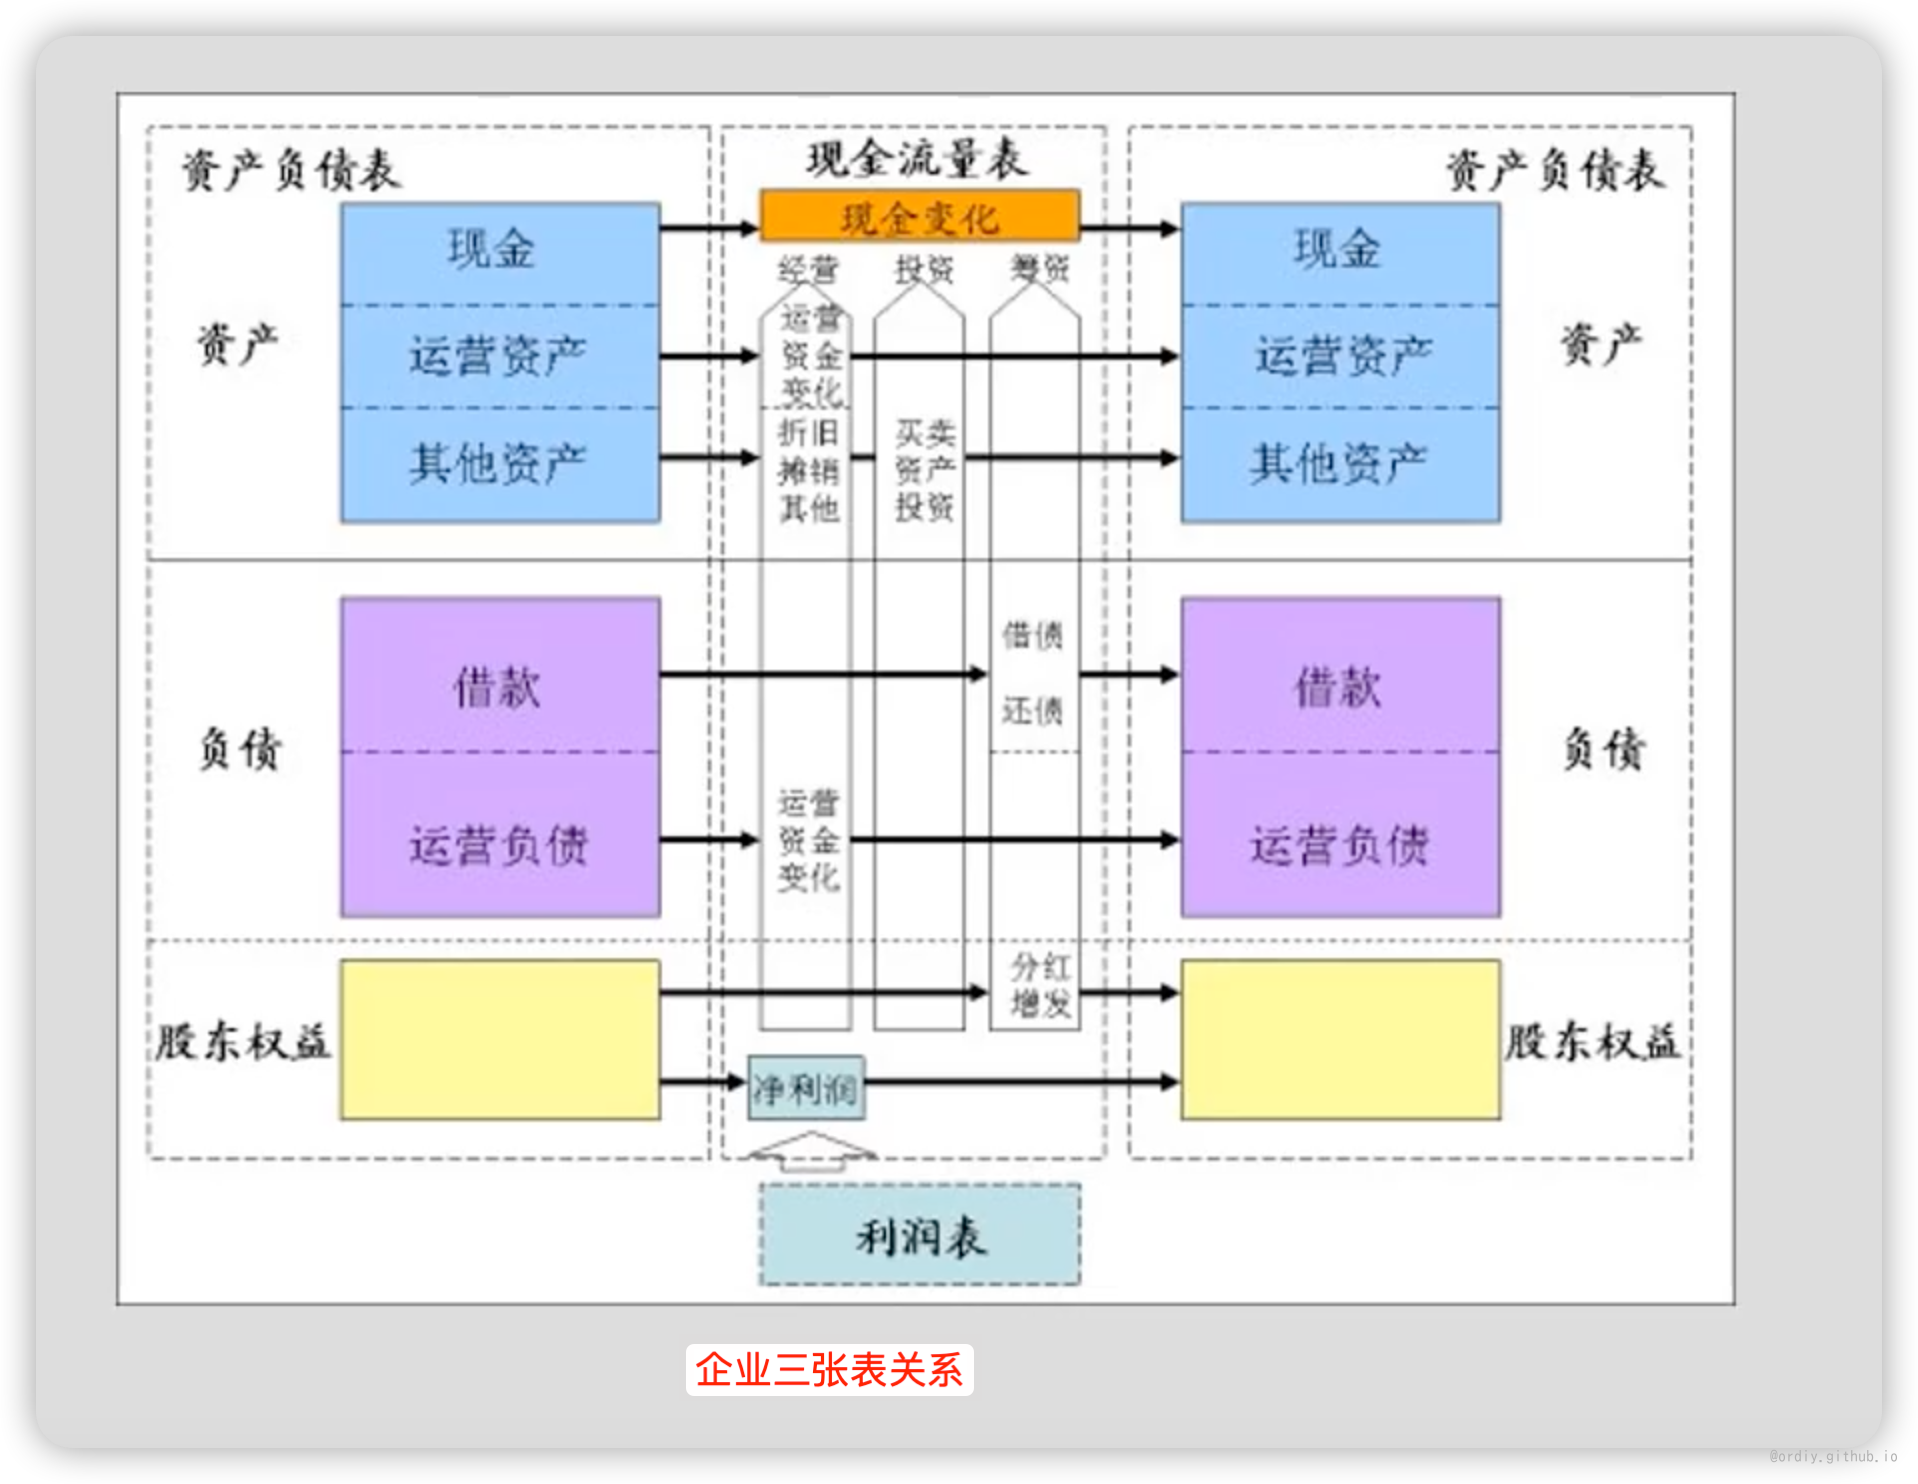 资产负债表
现金流量表
资产负债表
现金
现金变化
现金
经营
投资
筹资
资产
运营资产
运营
资金
变化
运营资产
资产
其他资产
折旧
摊销
其他
买卖
资产
投资
其他资产
负债
借款
借债
还债
借款
负债
运营负债
运营
资金
变化
运营负债
股东权益
分红
增发
股东权益
净利润
利润表
企业三张表关系
@ordiy.github.io